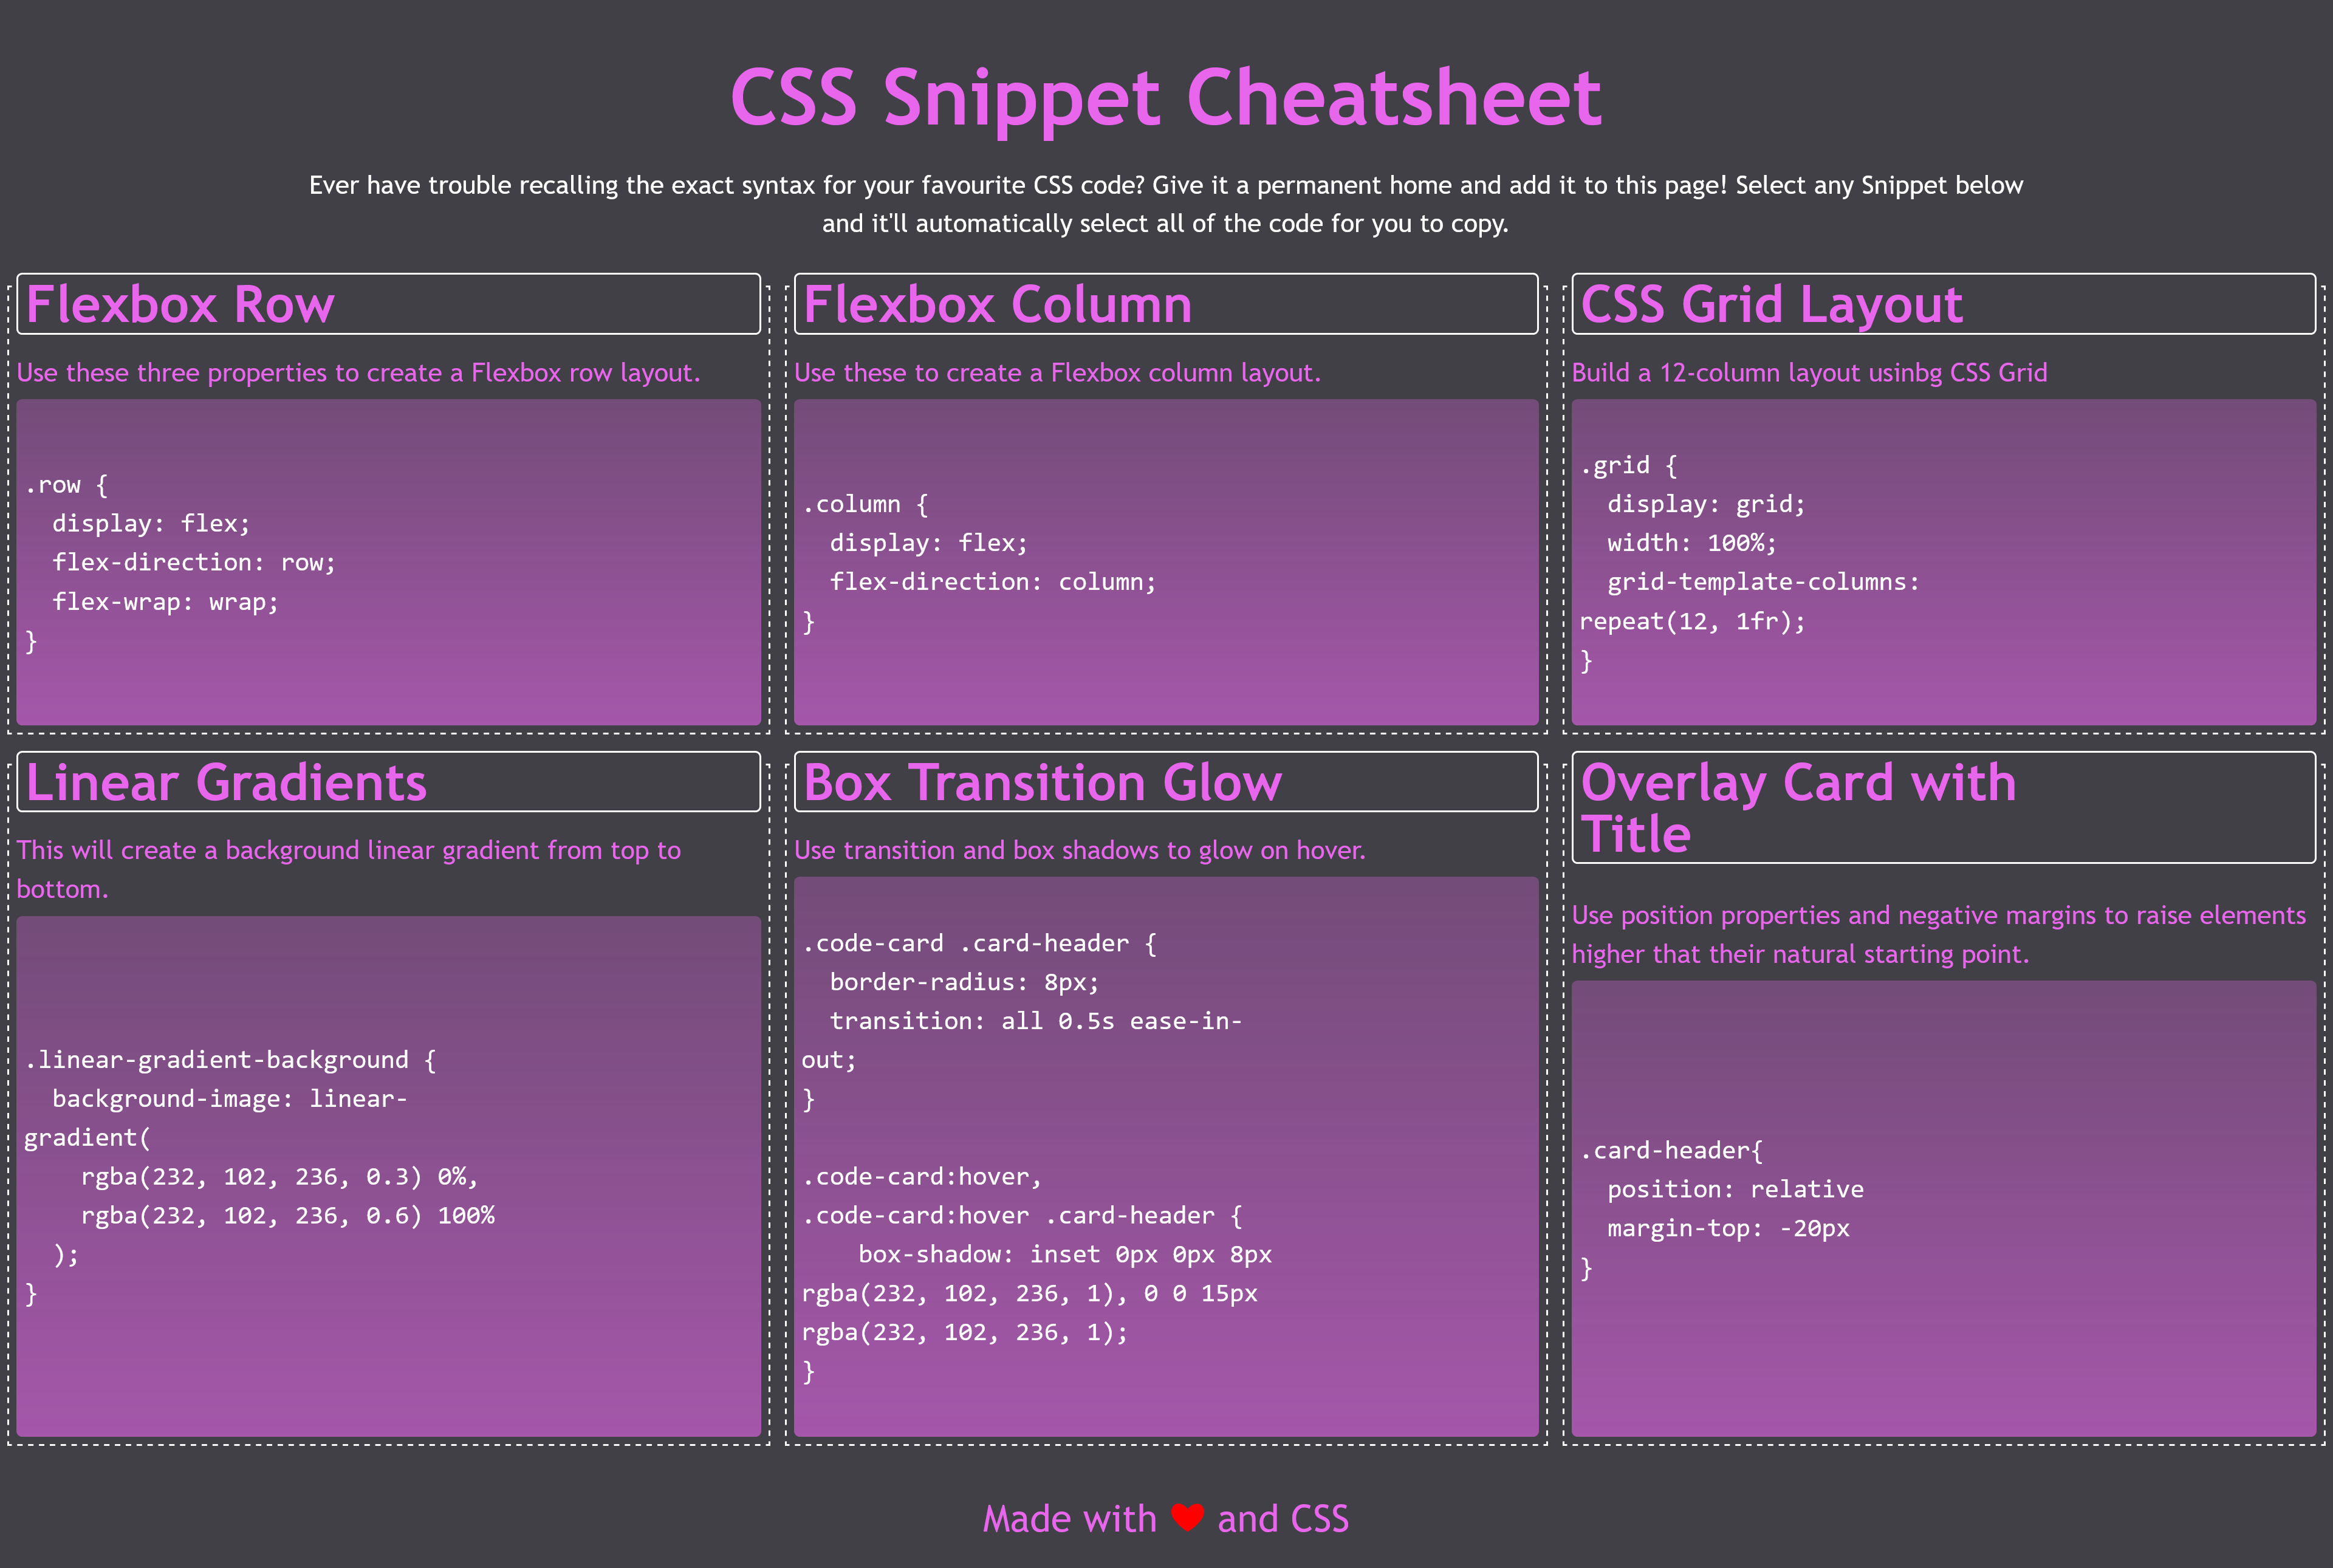 CSS Snippet Cheatsheet
Ever have trouble recalling the exact syntax for your favourite CSS code? Give it a permanent home and add it to this page! Select any Snippet below
and it'll automatically select all of the code for you to copy.
Flexbox Row
Use these three properties to create a Flexbox row layout.
.row {
  display: flex;
  flex-direction: row;
  flex-wrap: wrap;
}
Flexbox Column
Use these to create a Flexbox column layout.
.column {
  display: flex;
  flex-direction: column;
}
CSS Grid Layout
Build a 12-column layout usinbg CSS Grid
.grid {
  display: grid;
  width: 100%;
  grid-template-columns:
repeat(12, 1fr);
}
Linear Gradients
This will create a background linear gradient from top to
bottom.
.linear-gradient-background {
  background-image: linear-
gradient(
    rgba(232, 102, 236, 0.3) 0%,
    rgba(232, 102, 236, 0.6) 100%
  );
}
Box Transition Glow
Use transition and box shadows to glow on hover.
.code-card .card-header {
  border-radius: 8px;
  transition: all 0.5s ease-in-
out;
}
.code-card:hover,
.code-card:hover .card-header {
    box-shadow: inset 0px 0px 8px
rgba(232, 102, 236, 1), 0 0 15px
rgba(232, 102, 236, 1);
}
Overlay Card with
Title
Use position properties and negative margins to raise elements
higher that their natural starting point.
.card-header{
  position: relative
  margin-top: -20px
}
Made with ❤ and CSS